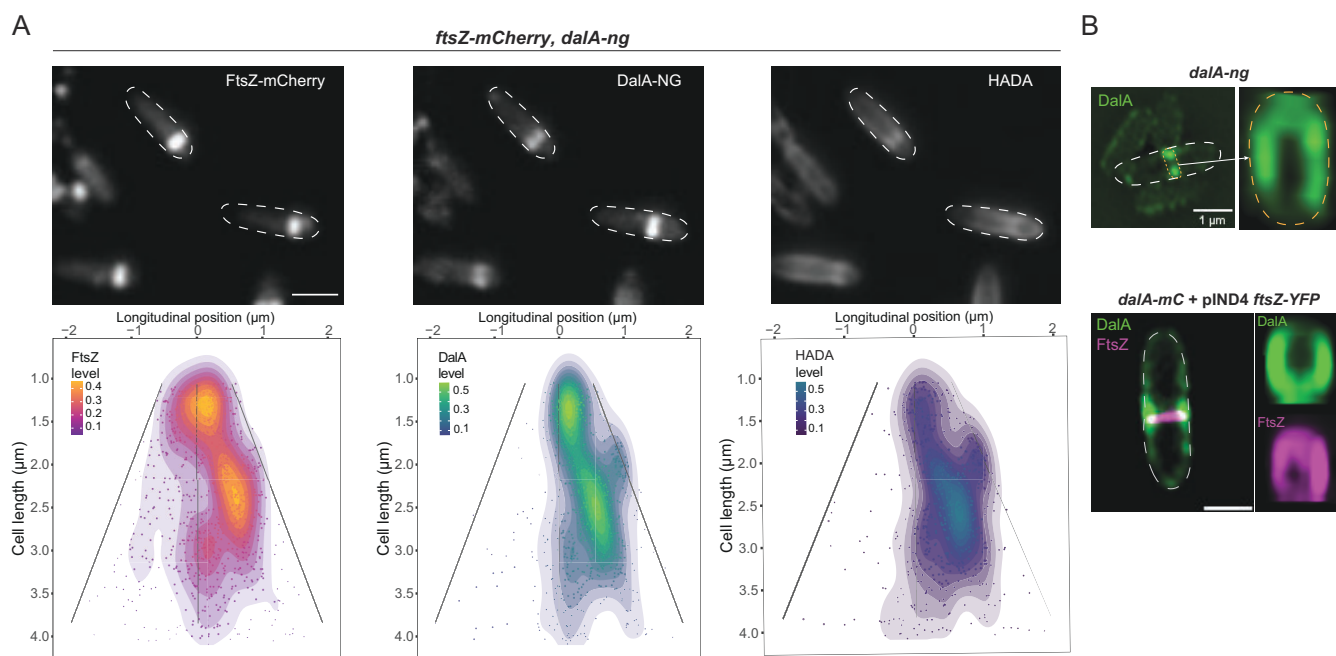 A
ftsZ-mCherry, dalA-ng
FtsZ-mCherry
DalA-NG
HADA
Longitudinal position (µm)
−2 −1 0 1 2
Cell length (µm)
1.0
1.5
2.0
2.5
3.0
3.5
4.0
FtsZ
level
0.4
0.3
0.2
0.1
Longitudinal position (µm)
−2 −1 0 1 2
Cell length (µm)
1.0
1.5
2.0
2.5
3.0
3.5
4.0
DalA
level
0.5
0.3
0.1
Longitudinal position (µm)
−2 −1 0 1 2
Cell length (µm)
1.0
1.5
2.0
2.5
3.0
3.5
4.0
HADA
level
0.5
0.3
0.1
B
dalA-ng
DalA
1 µm
dalA-mC + pIND4 ftsZ-YFP
DalA
FtsZ
DalA
FtsZ